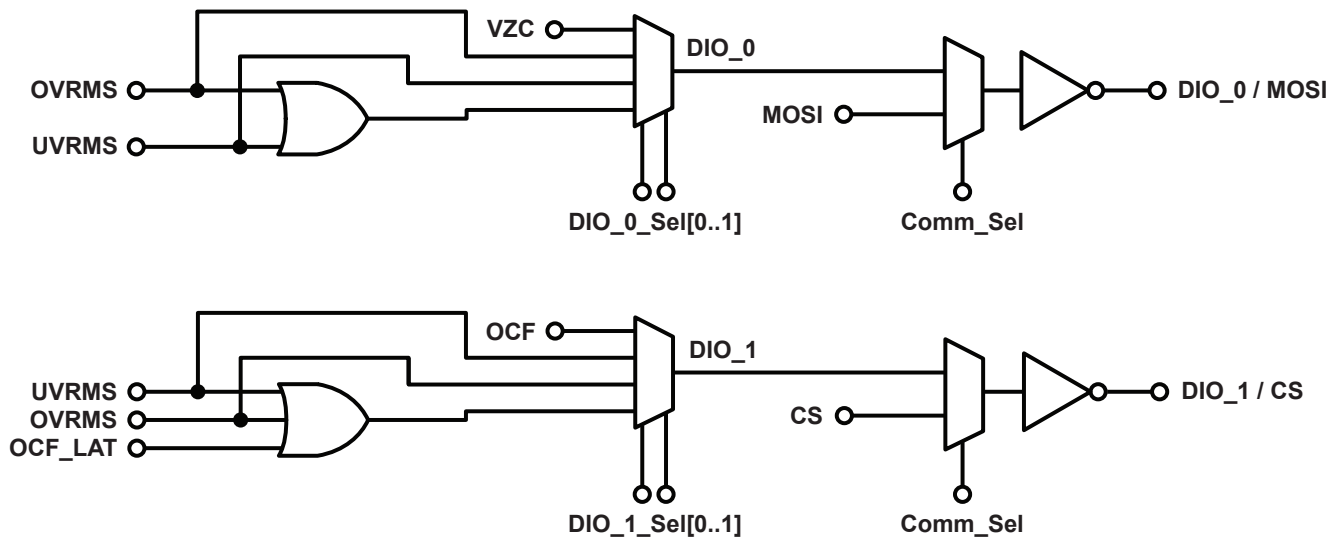 VZC
DIO_0
OVRMS
DIO_0 / MOSI
MOSI
UVRMS
DIO_0_Sel[0..1]
Comm_Sel
OCF
DIO_1
UVRMS
DIO_1 / CS
OVRMS
CS
OCF_LAT
DIO_1_Sel[0..1]
Comm_Sel